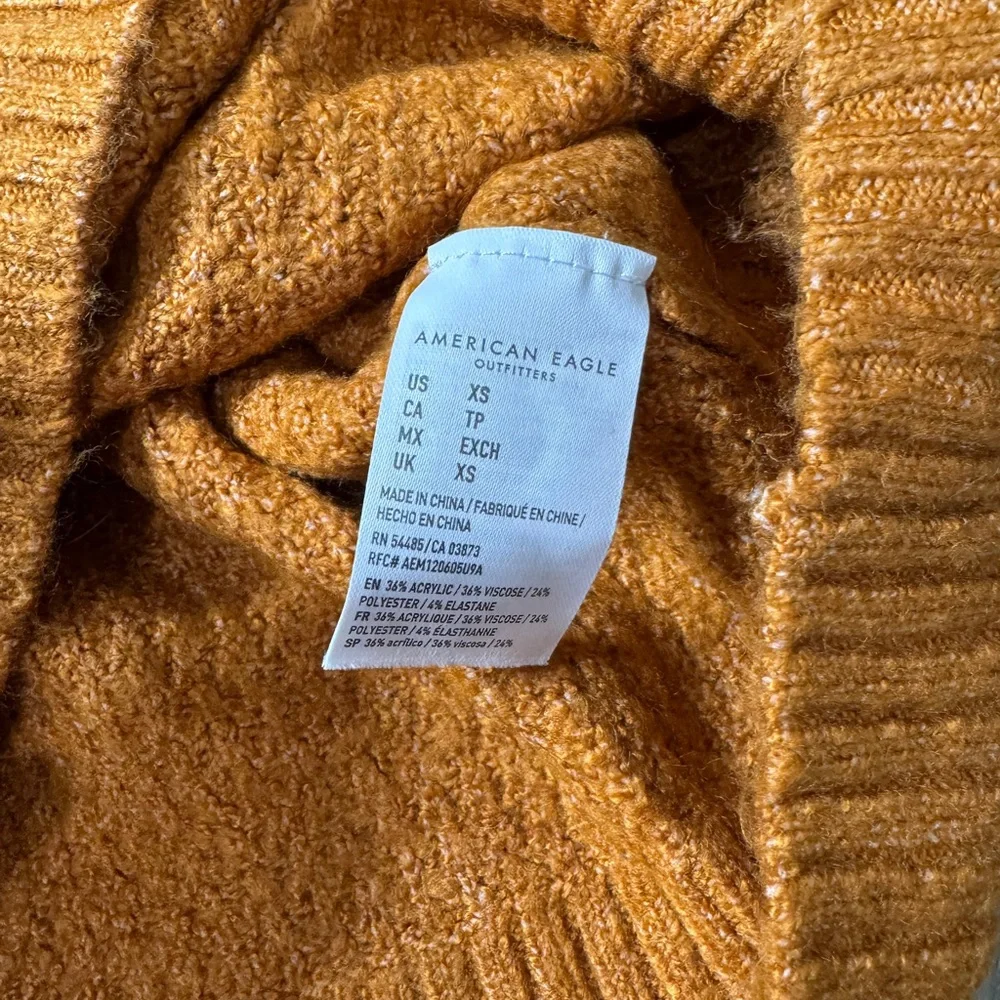 AMERICAN EAGLE
OUTFITTERS
US XS
CA TP
MX EXCH
UK XS
MADE IN CHINA / FABRIQUÉ EN CHINE /
HECHO EN CHINA
RN 54485 / CA 03873
RFC# AEM120605U9A
EN 36% ACRYLIC / 36% VISCOSE / 24%
POLYESTER / 4% ELASTANE
FR 36% ACRYLIQUE / 36% VISCOSE / 24%
POLYESTER / 4% ÉLASTHANNE
SP 36% acrílico / 36% viscosa / 24%